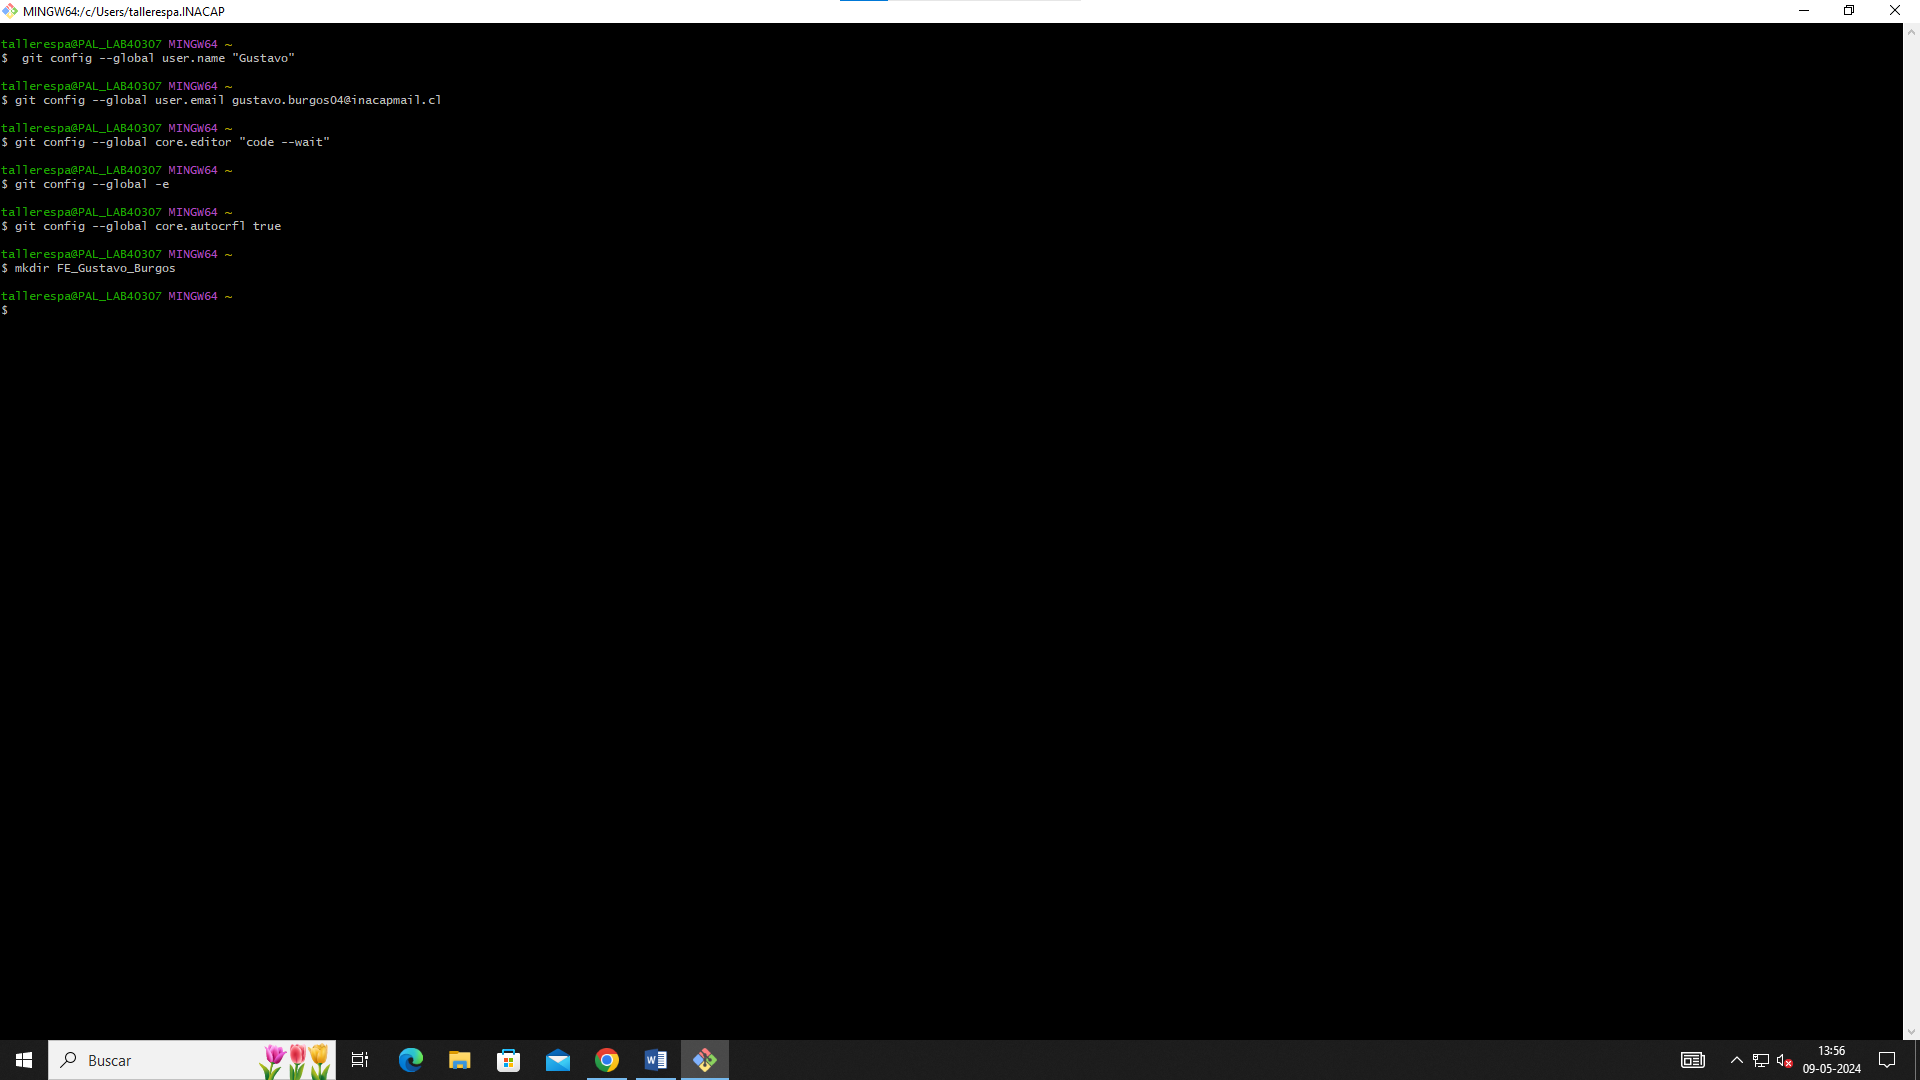 MINGW64:/c/Users/tallerespa.INACAP
tallerespa@PAL_LAB40307 MINGW64 ~
$  git config --global user.name "Gustavo"
tallerespa@PAL_LAB40307 MINGW64 ~
$ git config --global user.email gustavo.burgos04@inacapmail.cl
tallerespa@PAL_LAB40307 MINGW64 ~
$ git config --global core.editor "code --wait"
tallerespa@PAL_LAB40307 MINGW64 ~
$ git config --global -e
tallerespa@PAL_LAB40307 MINGW64 ~
$ git config --global core.autocrfl true
tallerespa@PAL_LAB40307 MINGW64 ~
$ mkdir FE_Gustavo_Burgos
tallerespa@PAL_LAB40307 MINGW64 ~
$
Buscar
13:56
09-05-2024